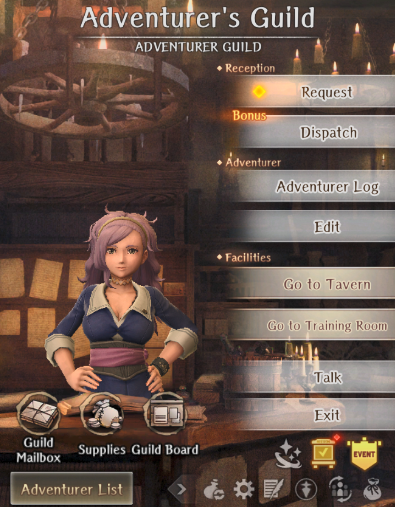 Adventurer's Guild
ADVENTURER GUILD
Reception
Request
Bonus
Dispatch
Adventurer
Adventurer Log
Edit
Facilities
Go to Tavern
Go to Training Room
Talk
Exit
Guild
Mailbox
Supplies
Guild Board
EVENT
Adventurer List